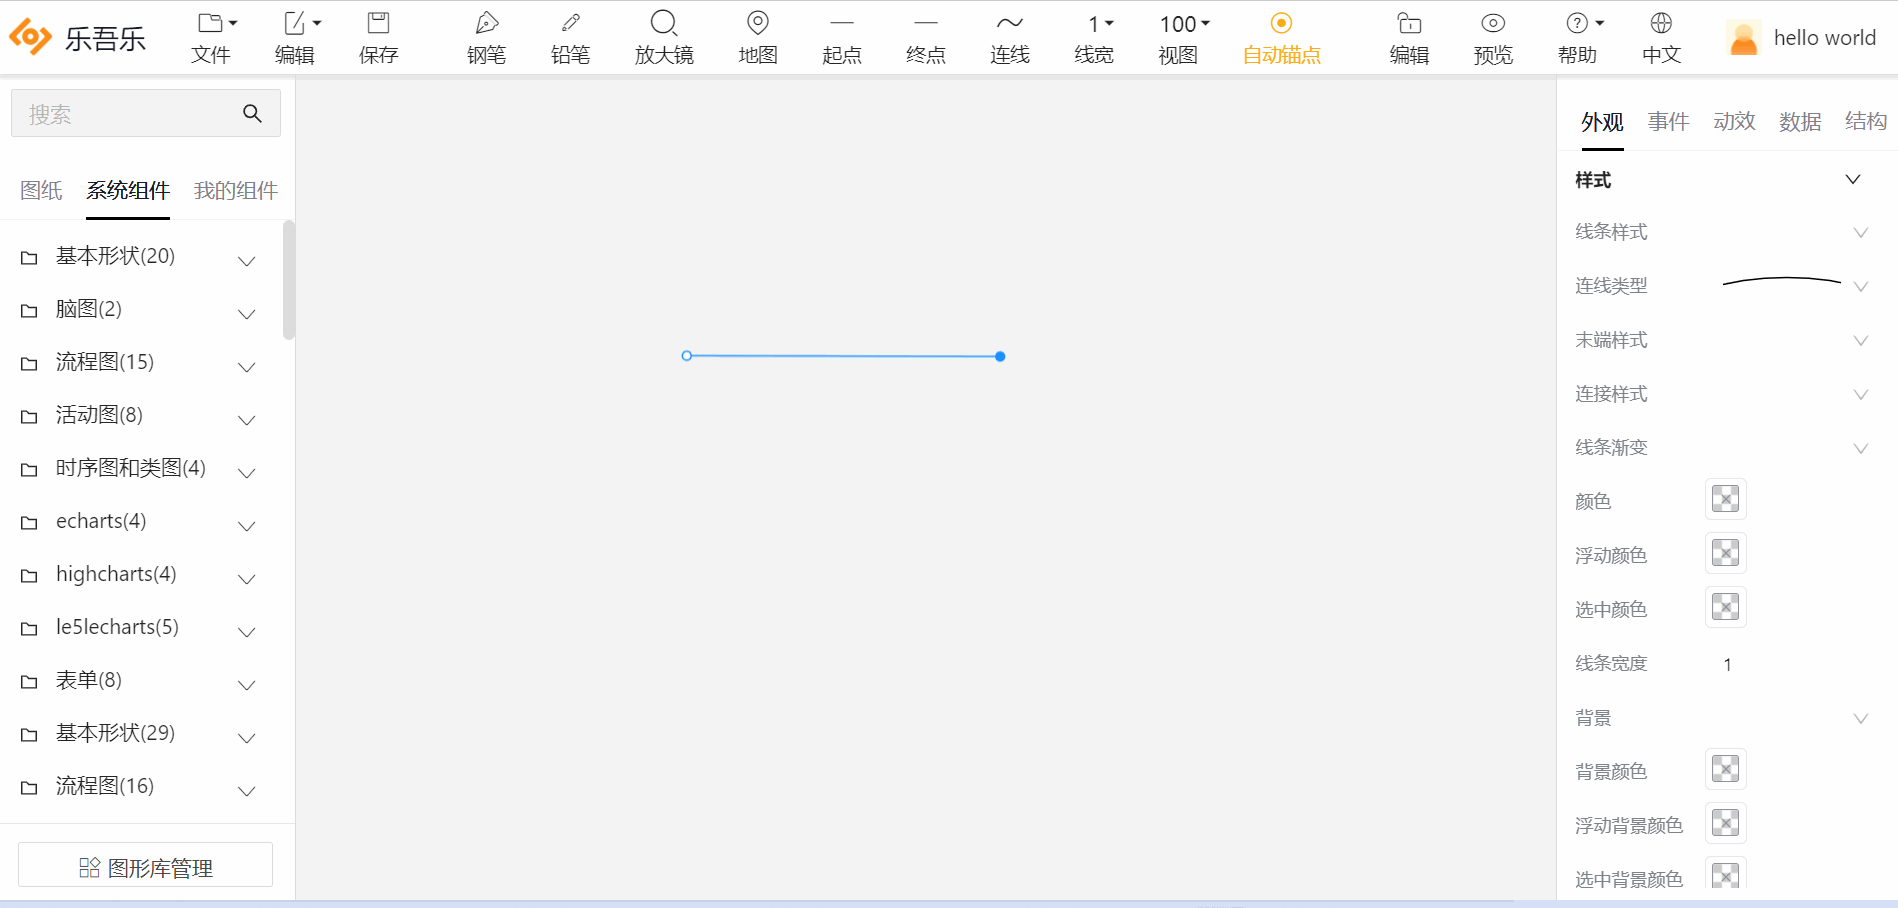 乐吾乐
文件
编辑
保存
钢笔
铅笔
放大镜
地图
起点
终点
连线
1
线宽
100
视图
自动锚点
编辑
预览
帮助
中文
hello world
搜索
图纸 系统组件 我的组件
基本形状(20)
脑图(2)
流程图(15)
活动图(8)
时序图和类图(4)
echarts(4)
highcharts(4)
le5lecharts(5)
表单(8)
基本形状(29)
流程图(16)
图形库管理
外观 事件 动效 数据 结构
样式
线条样式
连线类型
末端样式
连接样式
线条渐变
颜色
浮动颜色
选中颜色
线条宽度 1
背景
背景颜色
浮动背景颜色
选中背景颜色